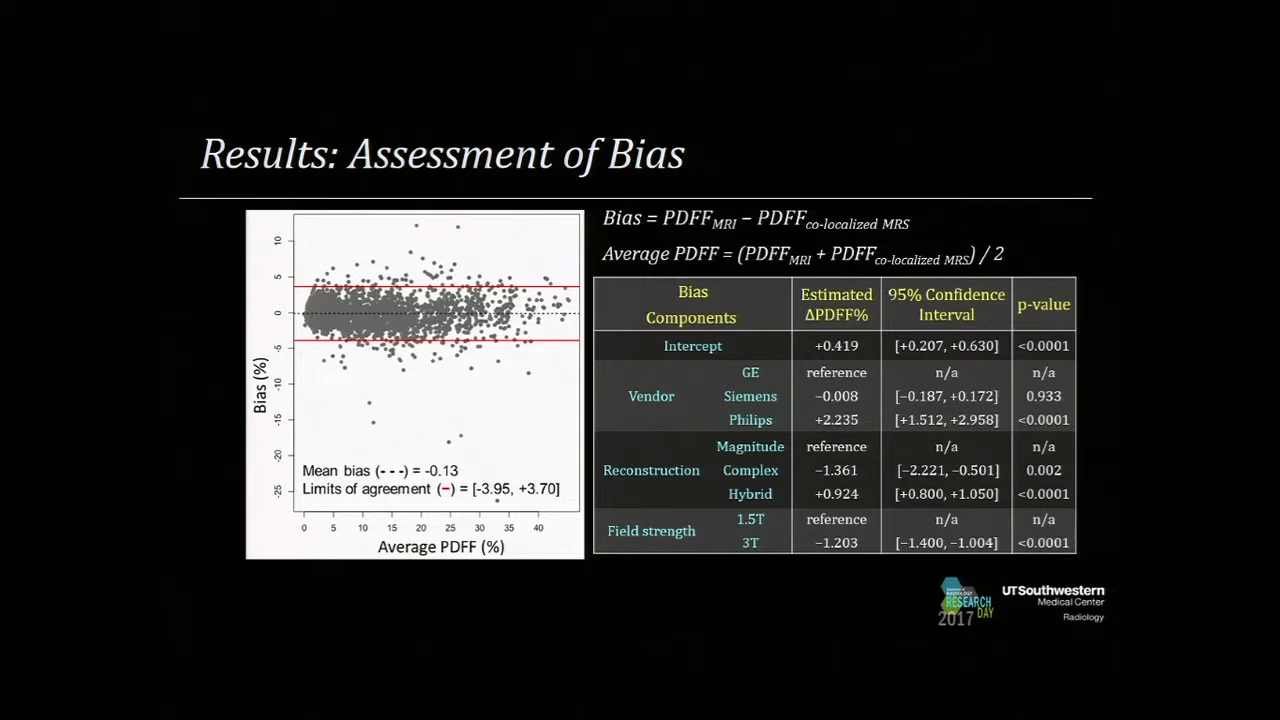 Results: Assessment of Bias
Bias = PDFF_MRI − PDFF_co-localized MRS
Average PDFF = (PDFF_MRI + PDFF_co-localized MRS) / 2
10
5
0
-5
-10
-15
-20
-25
Bias (%)
Mean bias (- - -) = -0.13
Limits of agreement (–) = [-3.95, +3.70]
0 5 10 15 20 25 30 35 40
Average PDFF (%)
Bias Components Estimated ΔPDFF% 95% Confidence Interval p-value
Intercept +0.419 [+0.207, +0.630] <0.0001
Vendor
GE reference n/a n/a
Siemens −0.008 [−0.187, +0.172] 0.933
Philips +2.235 [+1.512, +2.958] <0.0001
Reconstruction
Magnitude reference n/a n/a
Complex −1.361 [−2.221, −0.501] 0.002
Hybrid +0.924 [+0.800, +1.050] <0.0001
Field strength
1.5T reference n/a n/a
3T −1.203 [−1.400, −1.004] <0.0001
RADIOLOGY
RESEARCH
DAY
2017
UTSouthwestern
Medical Center
Radiology